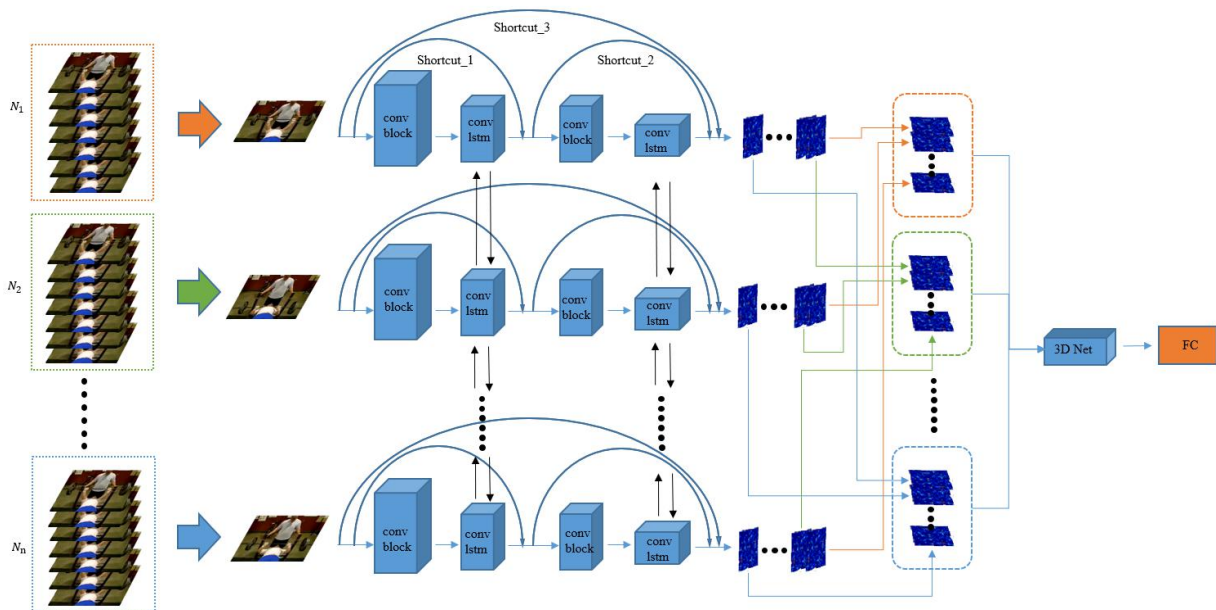 Shortcut_3
Shortcut_1
Shortcut_2
N1
conv
block
conv
lstm
conv
block
conv
lstm
N2
conv
block
conv
lstm
conv
block
conv
lstm
3D Net
FC
Nn
conv
block
conv
lstm
conv
block
conv
lstm